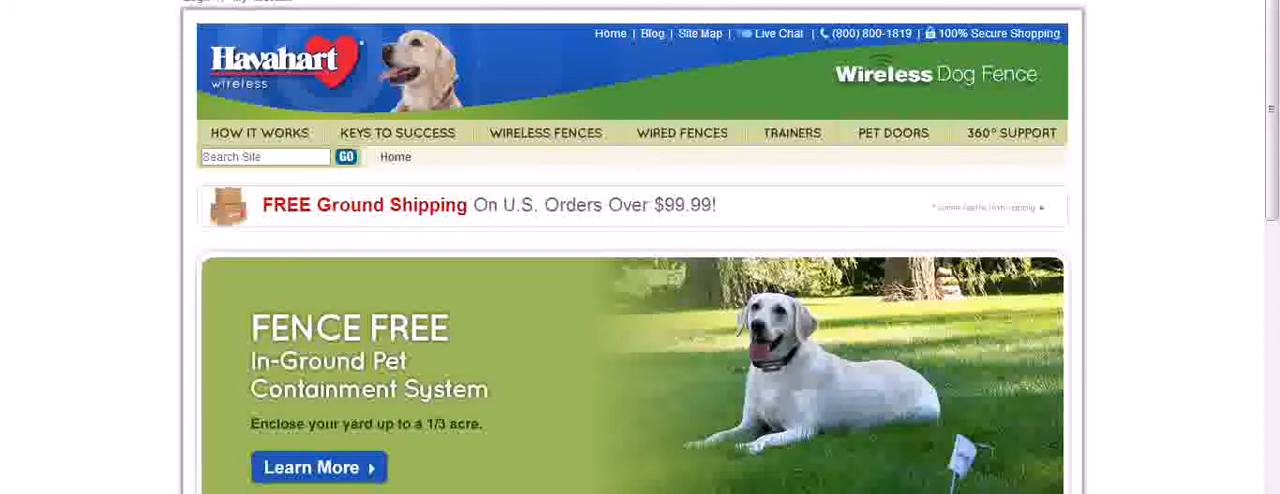 Havahart
wireless
Home | Blog | Site Map | Live Chat | (800) 800-1819 | 100% Secure Shopping
Wireless Dog Fence
HOW IT WORKS KEYS TO SUCCESS WIRELESS FENCES WIRED FENCES TRAINERS PET DOORS 360° SUPPORT
Search Site GO Home
FREE Ground Shipping On U.S. Orders Over $99.99!
FENCE FREE
In-Ground Pet
Containment System
Enclose your yard up to a 1/3 acre.
Learn More